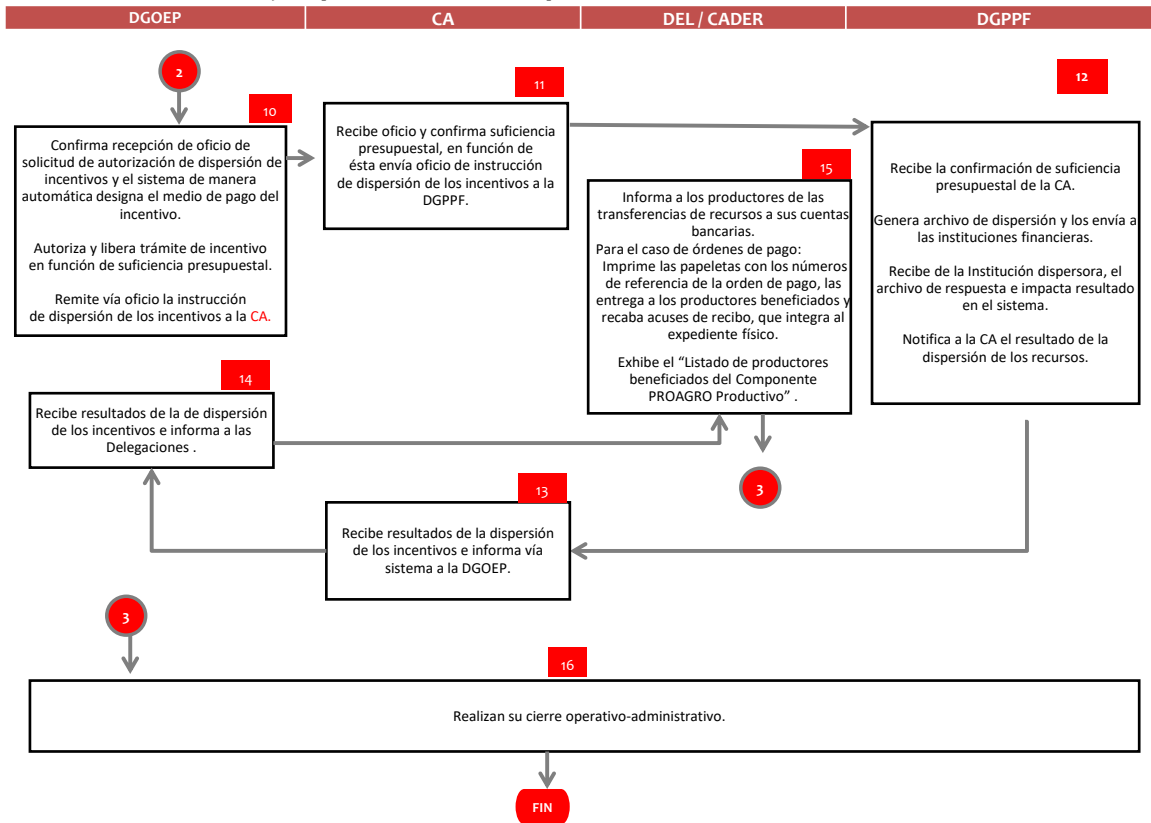 DGOEP
CA
DEL / CADER
DGPPF
2
10
Confirma recepción de oficio de
solicitud de autorización de dispersión de
incentivos y el sistema de manera
automática designa el medio de pago del
incentivo.
Autoriza y libera trámite de incentivo
en función de suficiencia presupuestal.
Remite vía oficio la instrucción
de dispersión de los incentivos a la CA.
11
Recibe oficio y confirma suficiencia
presupuestal, en función de
ésta envía oficio de instrucción
de dispersión de los incentivos a la
DGPPF.
12
Recibe la confirmación de suficiencia
presupuestal de la CA.
Genera archivo de dispersión y los envía a
las instituciones financieras.
Recibe de la Institución dispersora, el
archivo de respuesta e impacta resultado
en el sistema.
Notifica a la CA el resultado de la
dispersión de los recursos.
15
Informa a los productores de las
transferencias de recursos a sus cuentas
bancarias.
Para el caso de órdenes de pago:
Imprime las papeletas con los números
de referencia de la orden de pago, las
entrega a los productores beneficiados y
recaba acuses de recibo, que integra al
expediente físico.
Exhibe el “Listado de productores
beneficiados del Componente
PROAGRO Productivo” .
14
Recibe resultados de la de dispersión
de los incentivos e informa a las
Delegaciones .
3
13
Recibe resultados de la dispersión
de los incentivos e informa vía
sistema a la DGOEP.
3
16
Realizan su cierre operativo-administrativo.
FIN